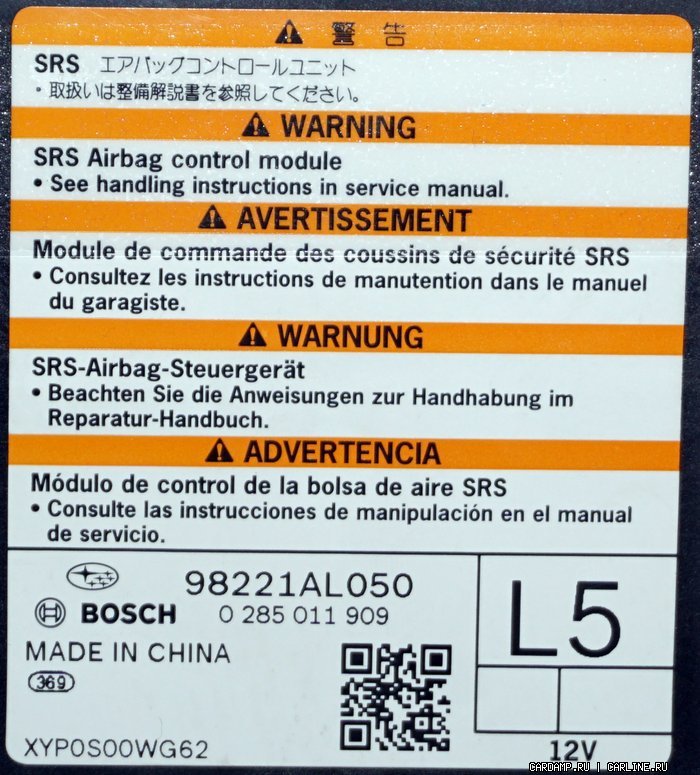 ⚠ 警告
SRS エアバッグコントロールユニット
・取扱いは整備解説書を参照してください。
⚠ WARNING
SRS Airbag control module
• See handling instructions in service manual.
⚠ AVERTISSEMENT
Module de commande des coussins de sécurité SRS
• Consultez les instructions de manutention dans le manuel
du garagiste.
⚠ WARNUNG
SRS-Airbag-Steuergerät
• Beachten Sie die Anweisungen zur Handhabung im
Reparatur-Handbuch.
⚠ ADVERTENCIA
Módulo de control de la bolsa de aire SRS
• Consulte las instrucciones de manipulación en el manual
de servicio.
98221AL050
BOSCH 0 285 011 909
L5
MADE IN CHINA
369
XYP0S00WG62
12V
CARDAMP.RU | CARLINE.RU